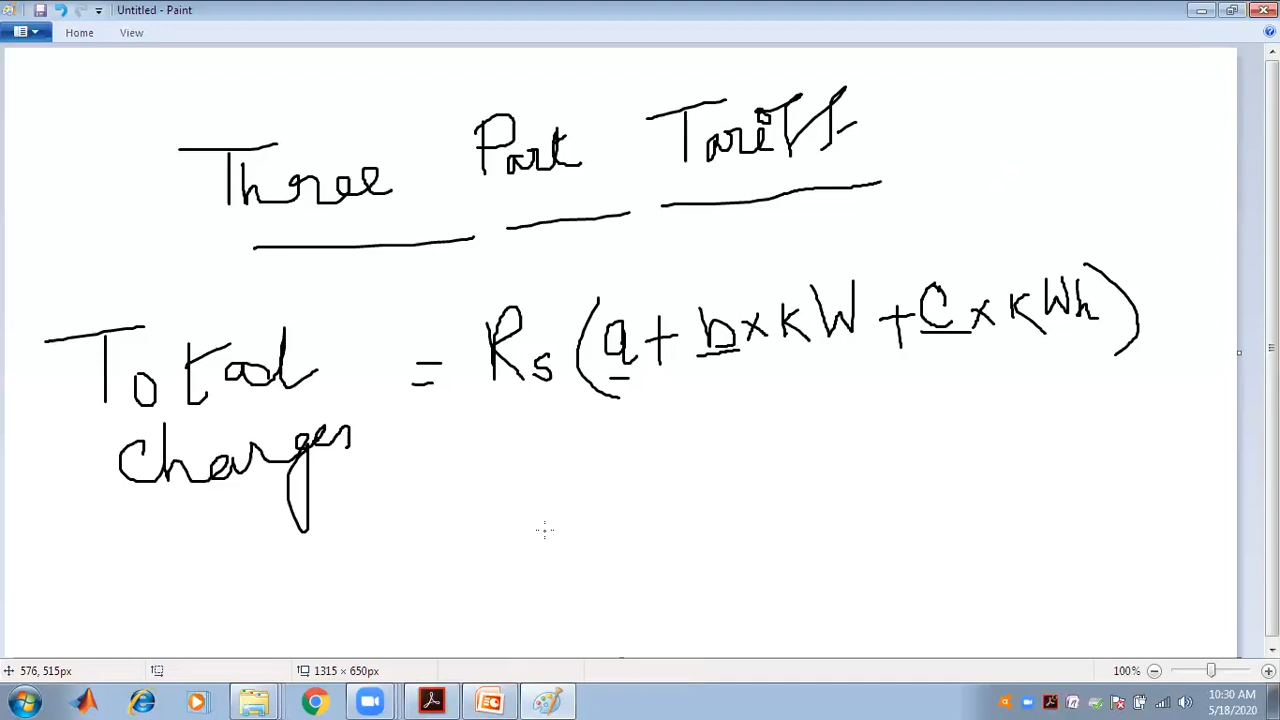 Untitled - Paint
Home View
Three Part Tariff
Total = Rs (a + b x kW + c x kWh)
charges
576, 515px 1315 × 650px 100%
10:30 AM
5/18/2020